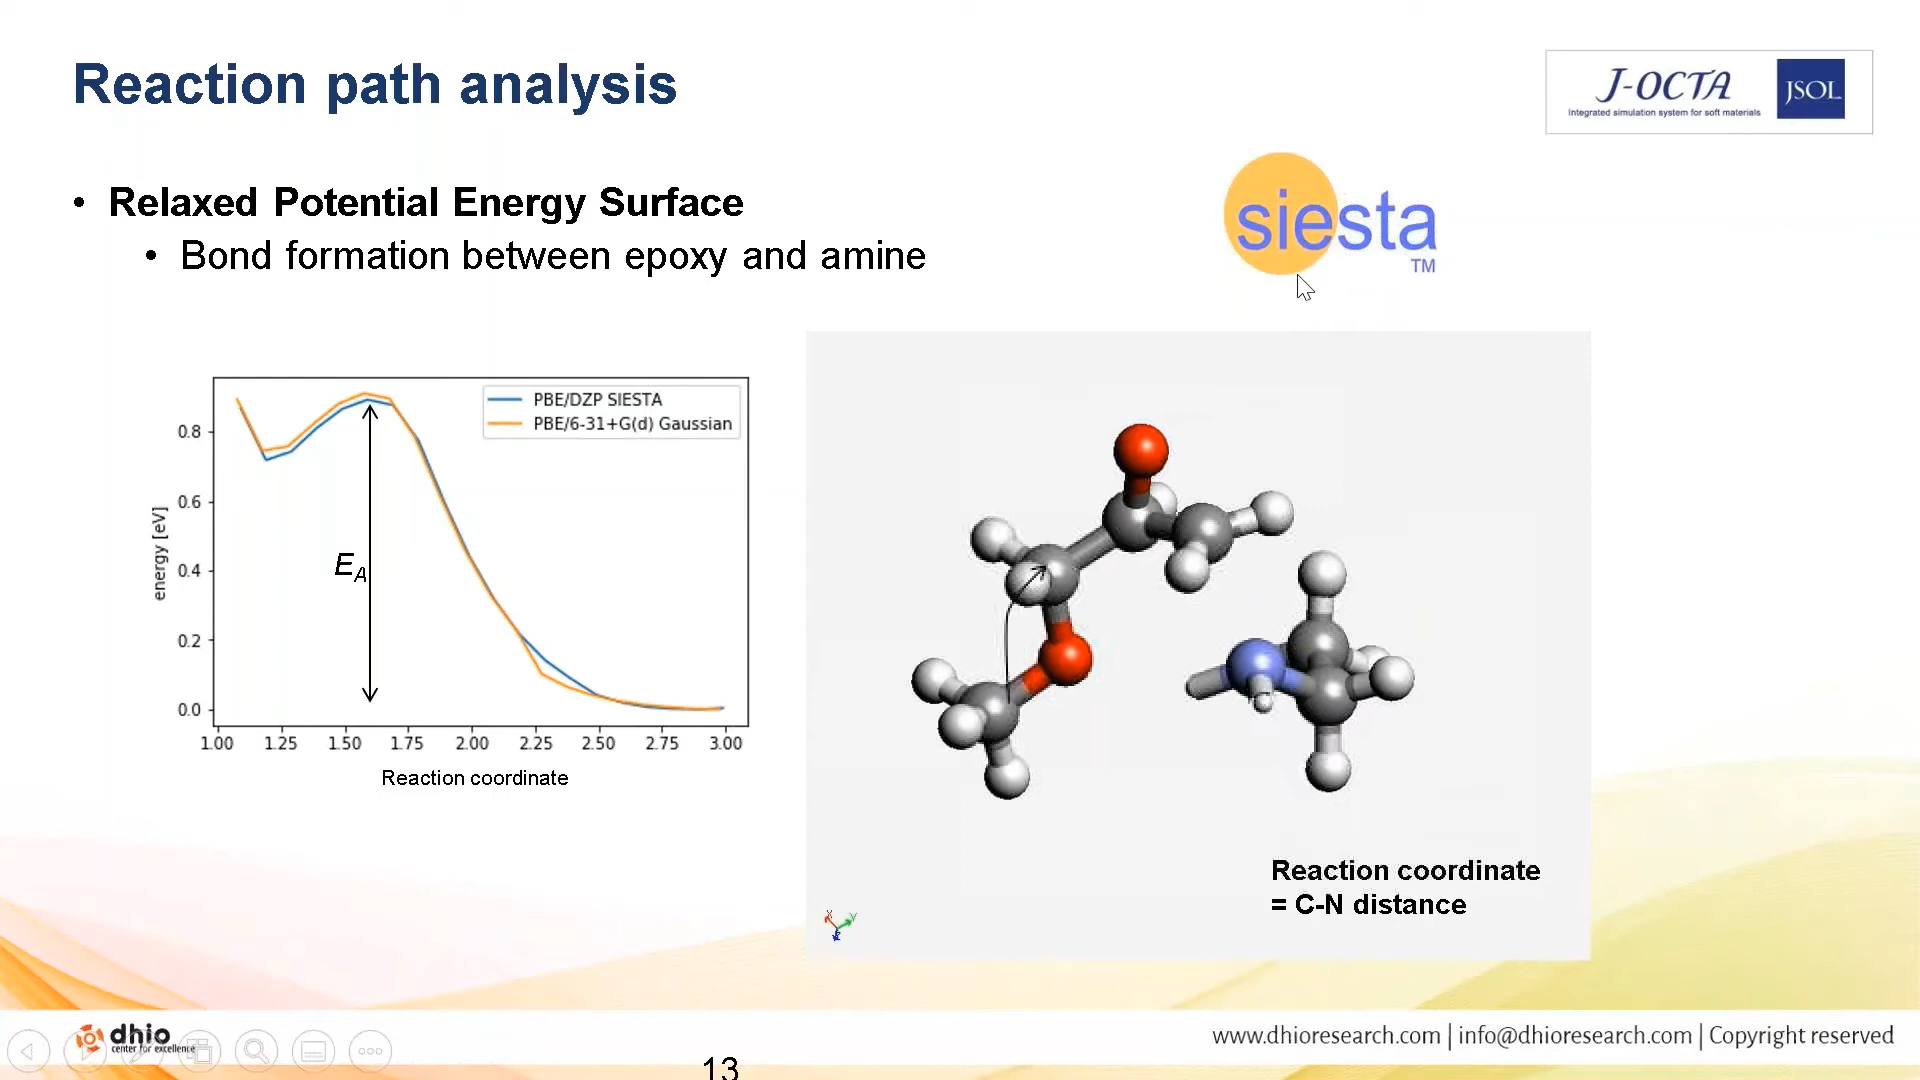 Reaction path analysis
J-OCTA
Integrated simulation system for soft materials
JSOL
• Relaxed Potential Energy Surface
• Bond formation between epoxy and amine
siesta
TM
PBE/DZP SIESTA
PBE/6-31+G(d) Gaussian
energy [eV]
0.8
0.6
0.4
0.2
0.0
EA
1.00 1.25 1.50 1.75 2.00 2.25 2.50 2.75 3.00
Reaction coordinate
Reaction coordinate
= C-N distance
X Y
dhio
center for excellence
www.dhioresearch.com | info@dhioresearch.com | Copyright reserved
13